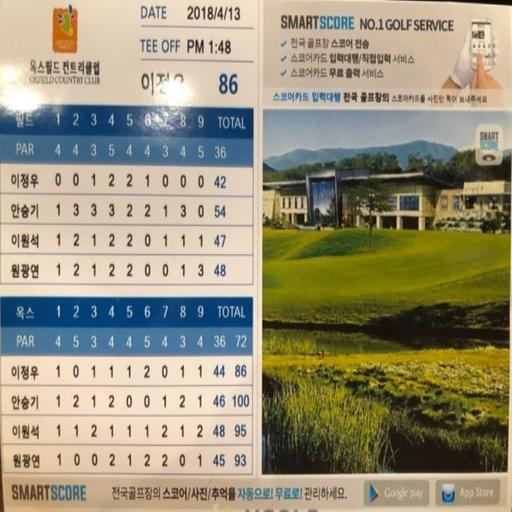 OXFIELD
옥스필드 컨트리클럽
OXFIELD COUNTRY CLUB
DATE 2018/4/13
TEE OFF PM 1:48
이정우 86
필드 1 2 3 4 5 6 7 8 9 TOTAL
PAR 4 4 3 5 4 4 3 4 5 36
이정우 0 0 1 2 2 1 0 0 0 42
안승기 1 3 3 3 2 2 1 3 0 54
이원석 1 2 1 2 2 0 1 1 1 47
원광연 1 2 1 2 2 0 0 1 3 48
옥스 1 2 3 4 5 6 7 8 9 TOTAL
PAR 4 5 3 4 4 5 4 3 4 36 72
이정우 1 0 1 1 1 2 0 1 1 44 86
안승기 1 2 1 2 0 0 1 2 1 46 100
이원석 1 1 2 1 1 1 2 1 2 48 95
원광연 1 0 0 2 1 2 2 0 1 45 93
SMARTSCORE NO.1 GOLF SERVICE
✓ 전국 골프장 스코어 전송
✓ 스코어카드 입력대행/직접입력 서비스
✓ 스코어카드 무료 출력 서비스
스코어카드 입력대행 전국 골프장의 스코어카드를 사진만 찍어 보내주세요
SMART
SCORE
SMARTSCORE 전국골프장의 스코어/사진/추억을 자동으로! 무료로! 관리하세요.
Google play
App Store